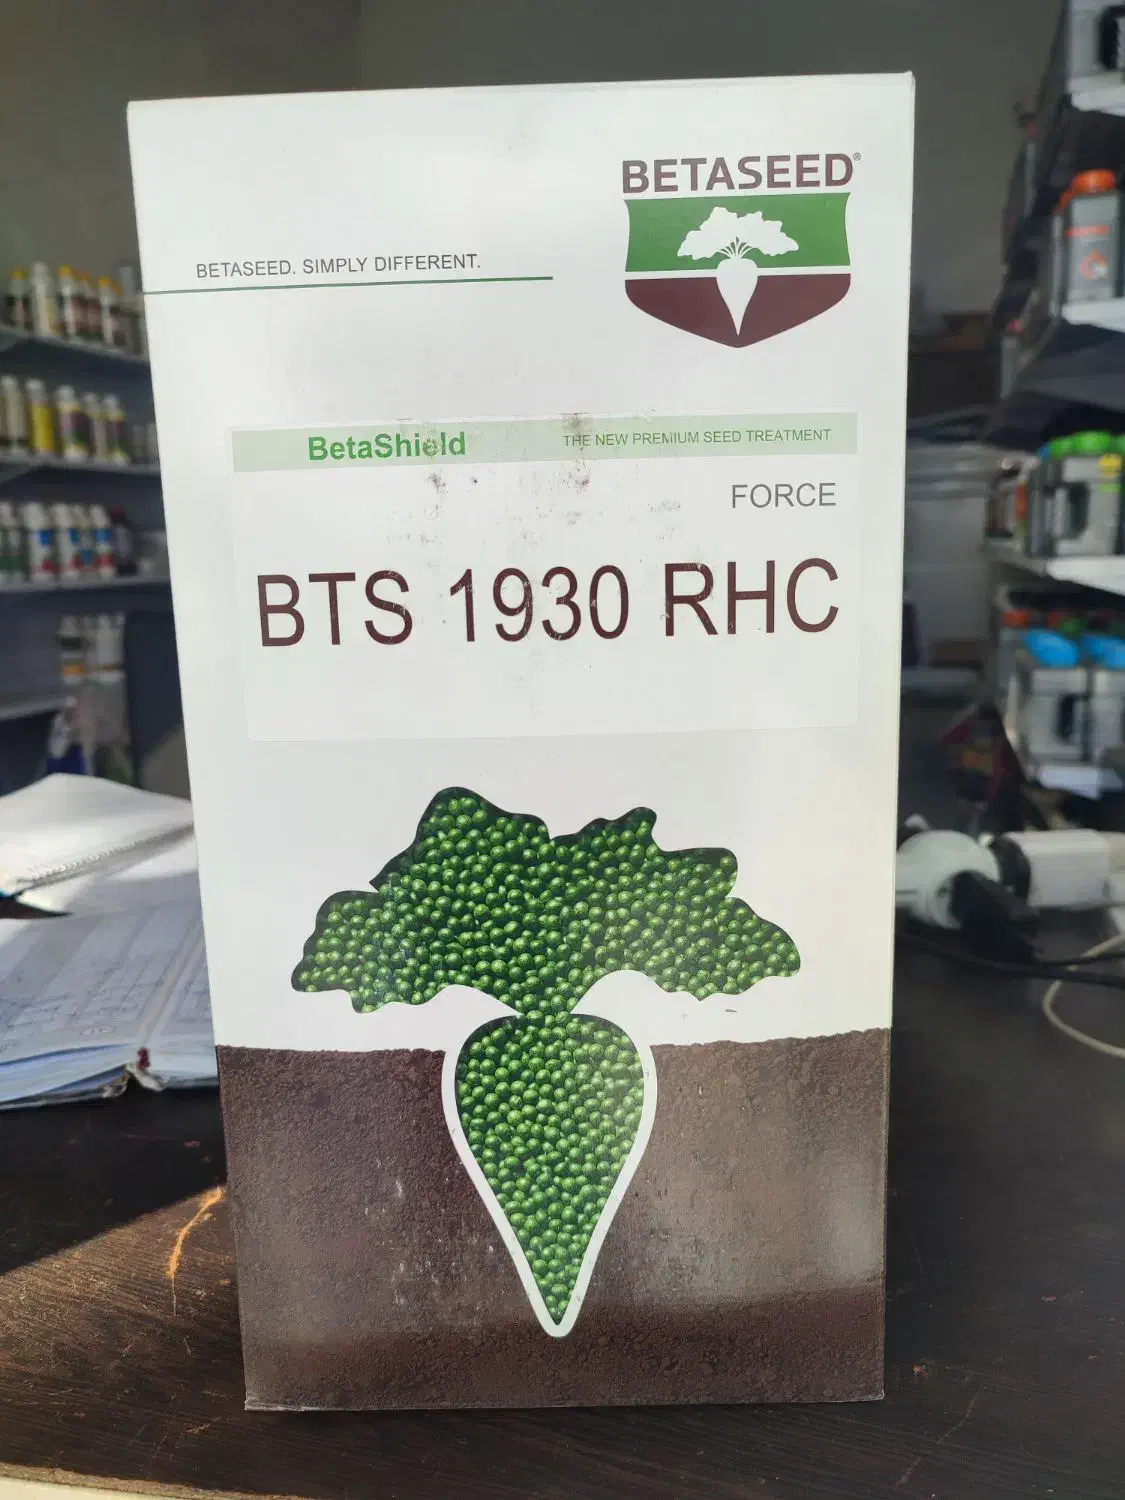 BETASEED®
BETASEED. SIMPLY DIFFERENT.
BetaShield THE NEW PREMIUM SEED TREATMENT
FORCE
BTS 1930 RHC